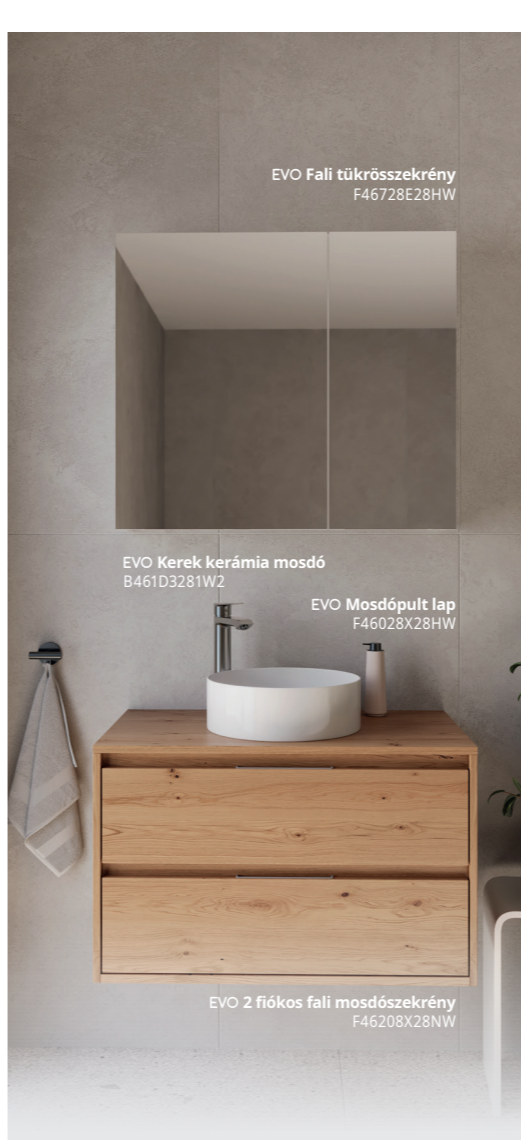 EVO Fali tükrösszekrény
F46728E28HW
EVO Kerek kerámia mosdó
B461D3281W2
EVO Mosdópult lap
F46028X28HW
EVO 2 fiókos fali mosdószekrény
F46208X28NW